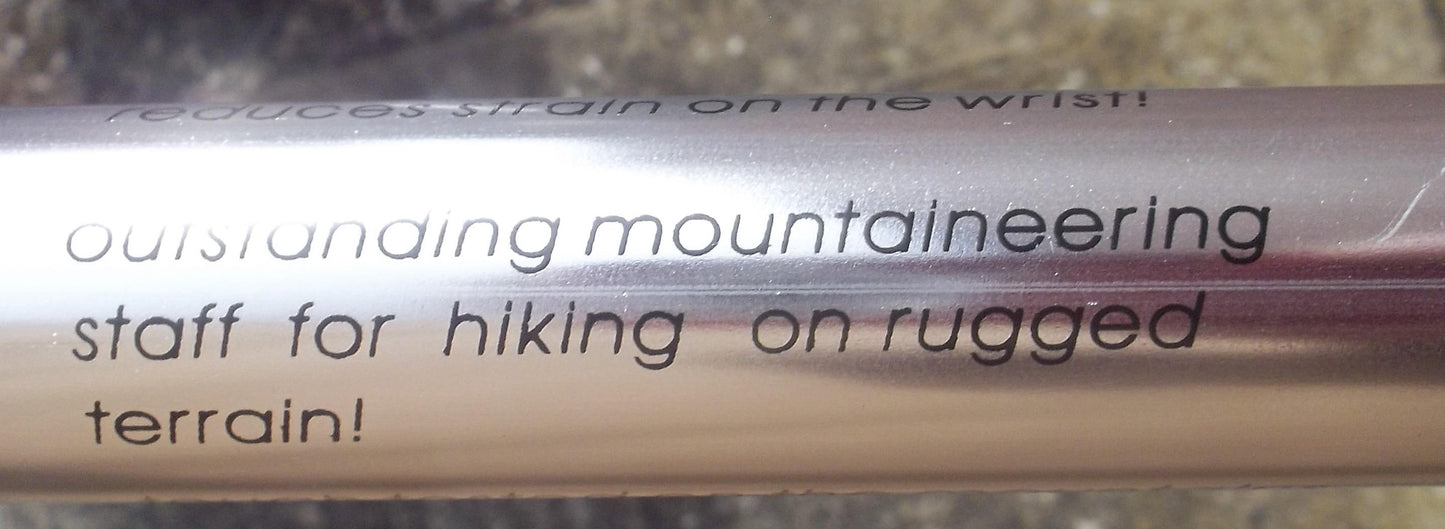 reduces strain on the wrist!
outstanding mountaineering
staff for hiking on rugged
terrain!